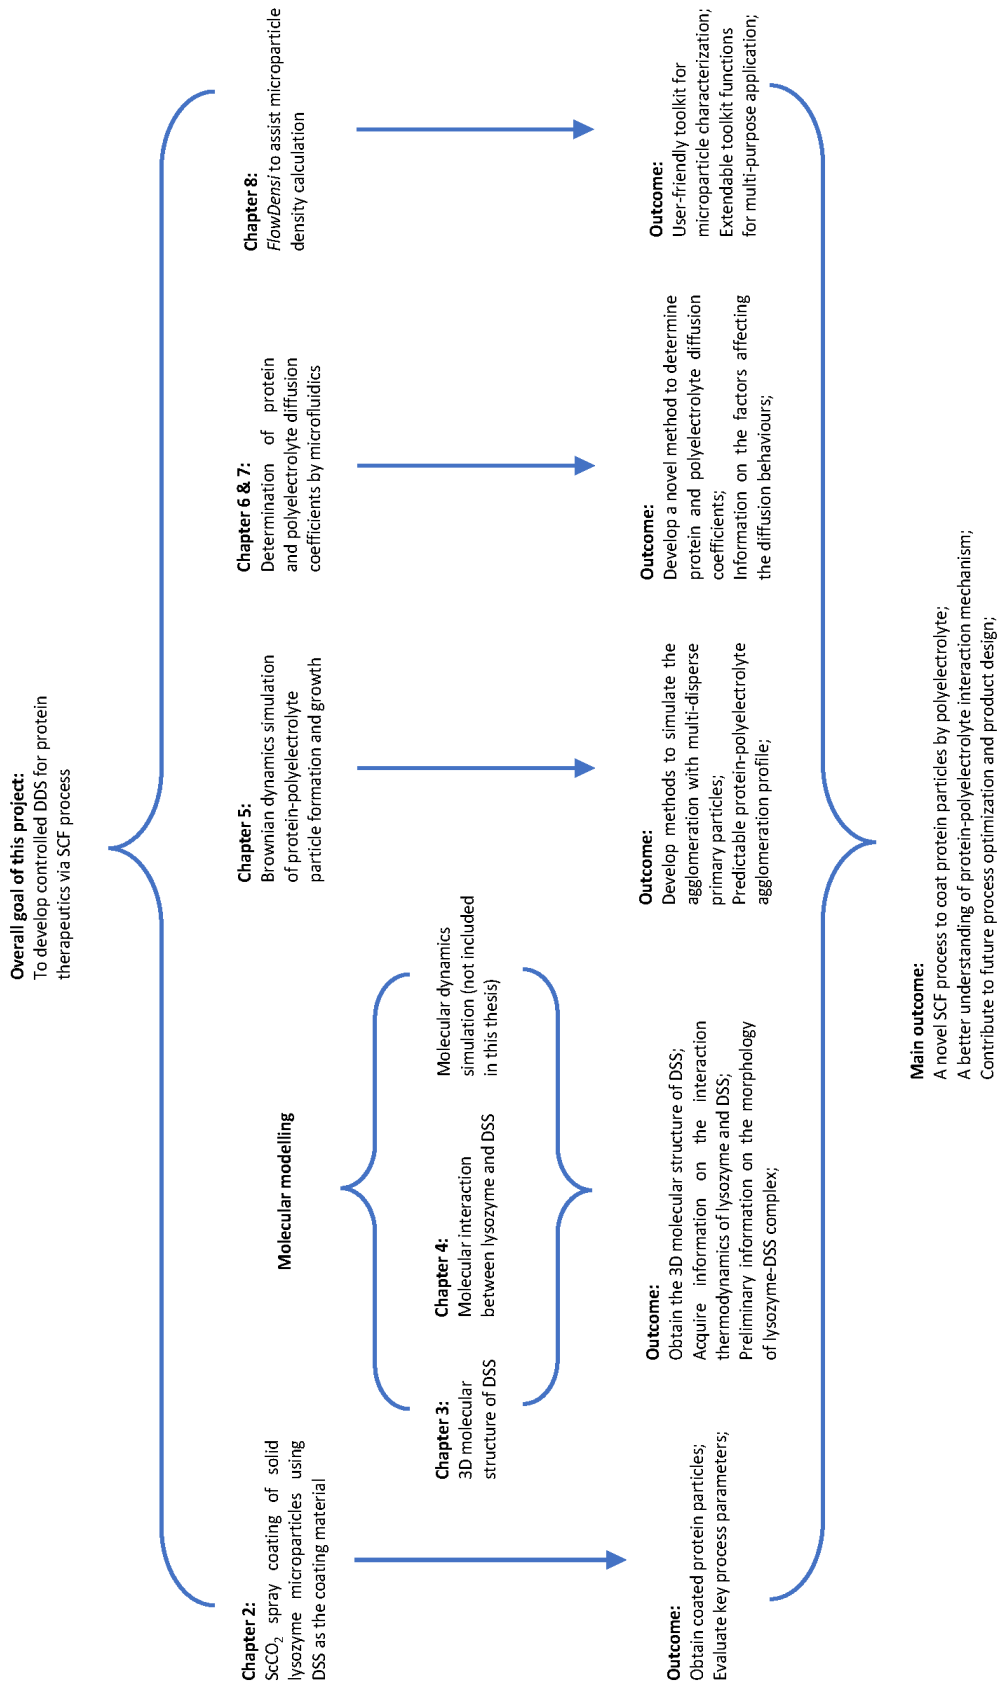 Overall goal of this project:
To develop controlled DDS for protein
therapeutics via SCF process
Chapter 2:
ScCO₂ spray coating of solid
lysozyme microparticles using
DSS as the coating material
Molecular modelling
Chapter 3:
3D molecular
structure of DSS
Chapter 4:
Molecular interaction
between lysozyme and DSS
Molecular dynamics
simulation (not included
in this thesis)
Chapter 5:
Brownian dynamics simulation
of protein-polyelectrolyte
particle formation and growth
Chapter 6 & 7:
Determination of protein
and polyelectrolyte diffusion
coefficients by microfluidics
Chapter 8:
FlowDensi to assist microparticle
density calculation
Outcome:
Obtain coated protein particles;
Evaluate key process parameters;
Outcome:
Obtain the 3D molecular structure of DSS;
Acquire information on the interaction
thermodynamics of lysozyme and DSS;
Preliminary information on the morphology
of lysozyme-DSS complex;
Outcome:
Develop methods to simulate the
agglomeration with multi-disperse
primary particles;
Predictable protein-polyelectrolyte
agglomeration profile;
Outcome:
Develop a novel method to determine
protein and polyelectrolyte diffusion
coefficients;
Information on the factors affecting
the diffusion behaviours;
Outcome:
User-friendly toolkit for
microparticle characterization;
Extendable toolkit functions
for multi-purpose application;
Main outcome:
A novel SCF process to coat protein particles by polyelectrolyte;
A better understanding of protein-polyelectrolyte interaction mechanism;
Contribute to future process optimization and product design;